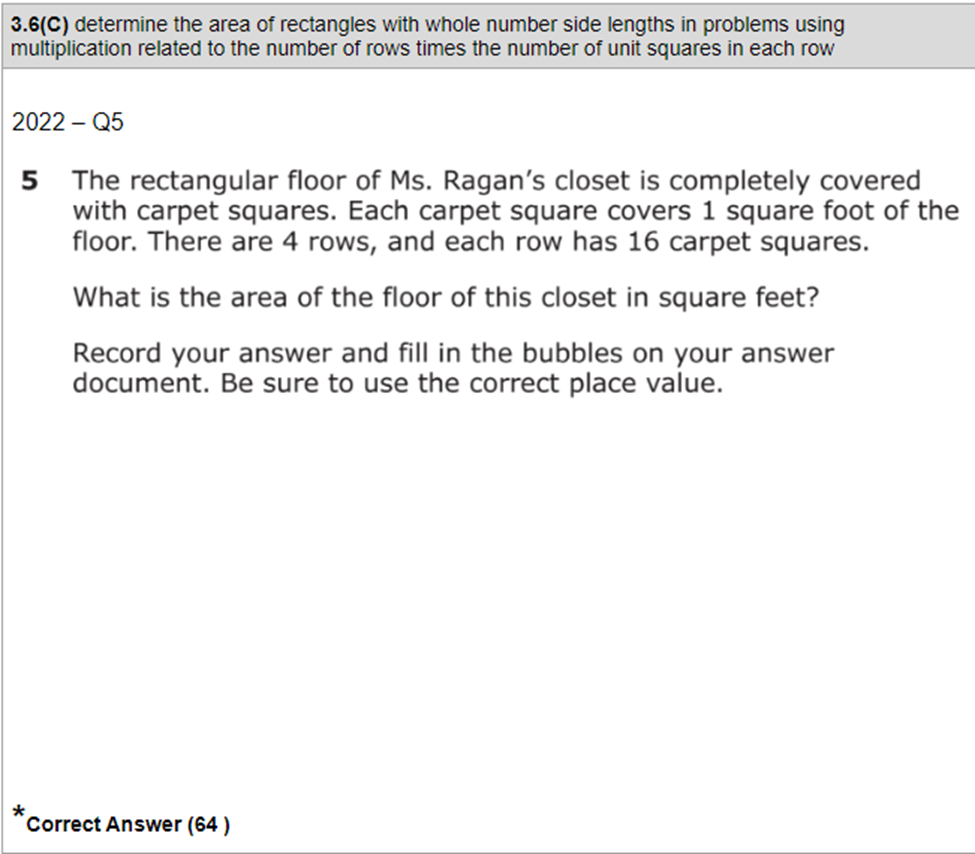 3.6(C) determine the area of rectangles with whole number side lengths in problems using
multiplication related to the number of rows times the number of unit squares in each row
2022 – Q5
5 The rectangular floor of Ms. Ragan’s closet is completely covered
with carpet squares. Each carpet square covers 1 square foot of the
floor. There are 4 rows, and each row has 16 carpet squares.
What is the area of the floor of this closet in square feet?
Record your answer and fill in the bubbles on your answer
document. Be sure to use the correct place value.
*Correct Answer (64 )